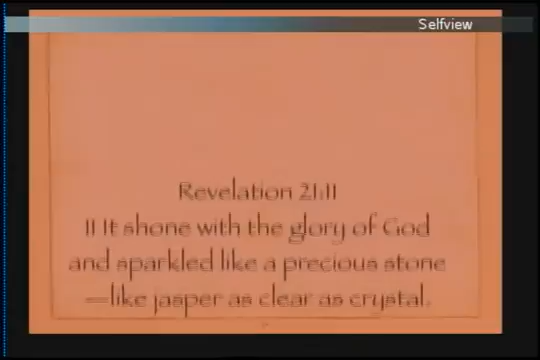 Selfview
Revelation 21:11
11 It shone with the glory of God
and sparkled like a precious stone
—like jasper as clear as crystal.